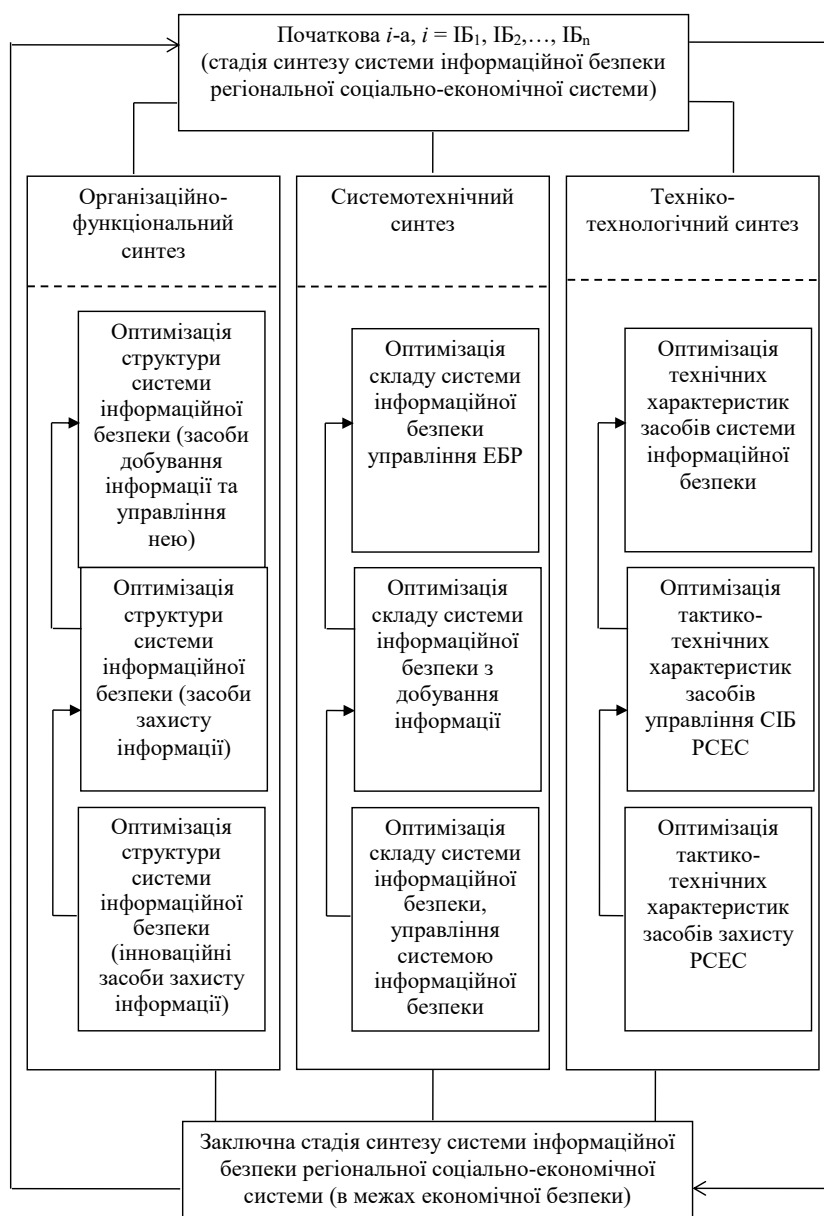 Початкова i-а, i = ІБ₁, ІБ₂,…, ІБₙ
(стадія синтезу системи інформаційної безпеки
регіональної соціально-економічної системи)
Організаційно-
функціональний
синтез
Оптимізація
структури
системи
інформаційної
безпеки (засоби
добування
інформації та
управління
нею)
Оптимізація
структури
системи
інформаційної
безпеки (засоби
захисту
інформації)
Оптимізація
структури
системи
інформаційної
безпеки
(інноваційні
засоби захисту
інформації)
Системотехнічний
синтез
Оптимізація
складу системи
інформаційної
безпеки
управління ЕБР
Оптимізація
складу системи
інформаційної
безпеки з
добування
інформації
Оптимізація
складу системи
інформаційної
безпеки,
управління
системою
інформаційної
безпеки
Техніко-
технологічний синтез
Оптимізація
технічних
характеристик
засобів системи
інформаційної
безпеки
Оптимізація
тактико-
технічних
характеристик
засобів
управління СІБ
РСЕС
Оптимізація
тактико-
технічних
характеристик
засобів захисту
РСЕС
Заключна стадія синтезу системи інформаційної
безпеки регіональної соціально-економічної
системи (в межах економічної безпеки)